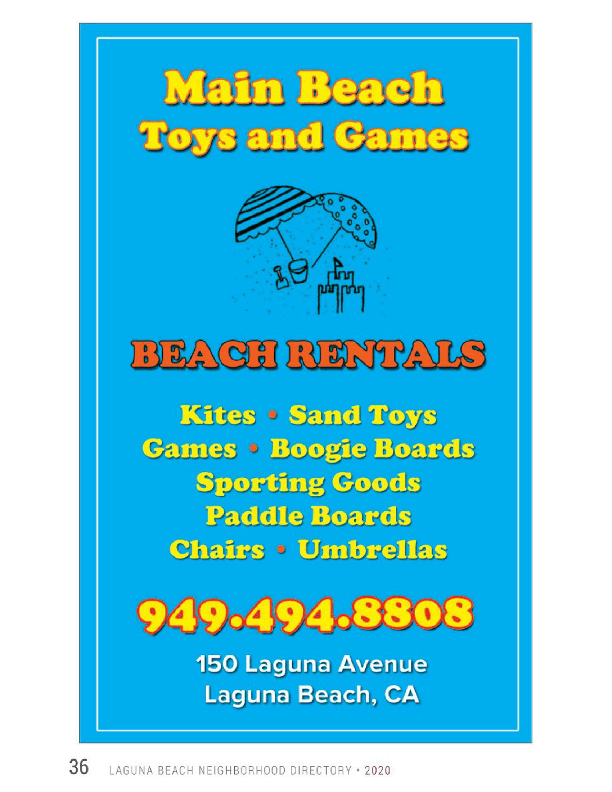 Main Beach
Toys and Games
BEACH RENTALS
Kites • Sand Toys
Games • Boogie Boards
Sporting Goods
Paddle Boards
Chairs • Umbrellas
949.494.8808
150 Laguna Avenue
Laguna Beach, CA
36 LAGUNA BEACH NEIGHBORHOOD DIRECTORY • 2020